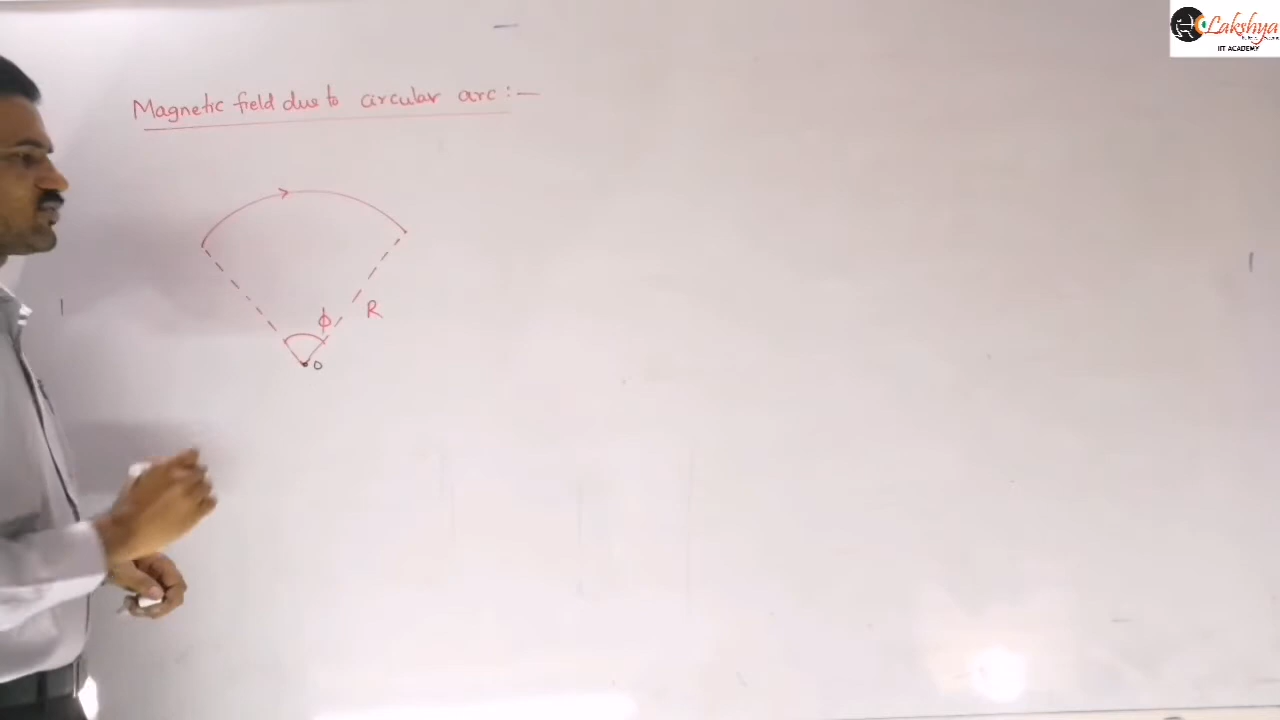 Lakshya
IIT ACADEMY
Magnetic field due to circular arc :-
ϕ
R
O